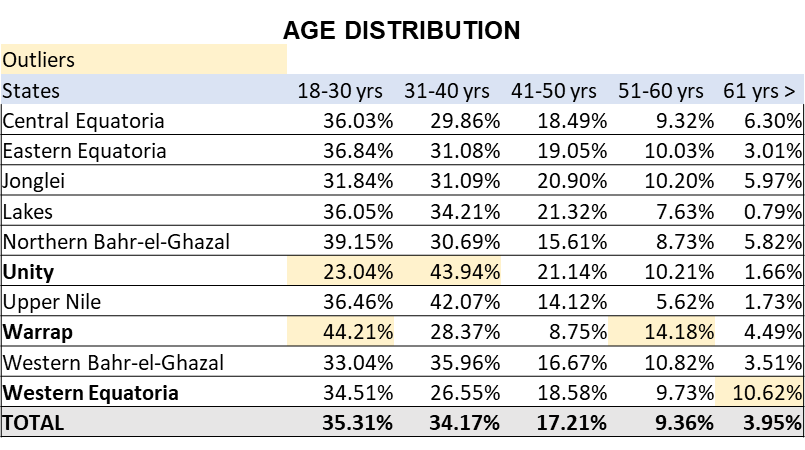 AGE DISTRIBUTION
Outliers
States 18-30 yrs 31-40 yrs 41-50 yrs 51-60 yrs 61 yrs >
Central Equatoria 36.03% 29.86% 18.49% 9.32% 6.30%
Eastern Equatoria 36.84% 31.08% 19.05% 10.03% 3.01%
Jonglei 31.84% 31.09% 20.90% 10.20% 5.97%
Lakes 36.05% 34.21% 21.32% 7.63% 0.79%
Northern Bahr-el-Ghazal 39.15% 30.69% 15.61% 8.73% 5.82%
Unity 23.04% 43.94% 21.14% 10.21% 1.66%
Upper Nile 36.46% 42.07% 14.12% 5.62% 1.73%
Warrap 44.21% 28.37% 8.75% 14.18% 4.49%
Western Bahr-el-Ghazal 33.04% 35.96% 16.67% 10.82% 3.51%
Western Equatoria 34.51% 26.55% 18.58% 9.73% 10.62%
TOTAL 35.31% 34.17% 17.21% 9.36% 3.95%